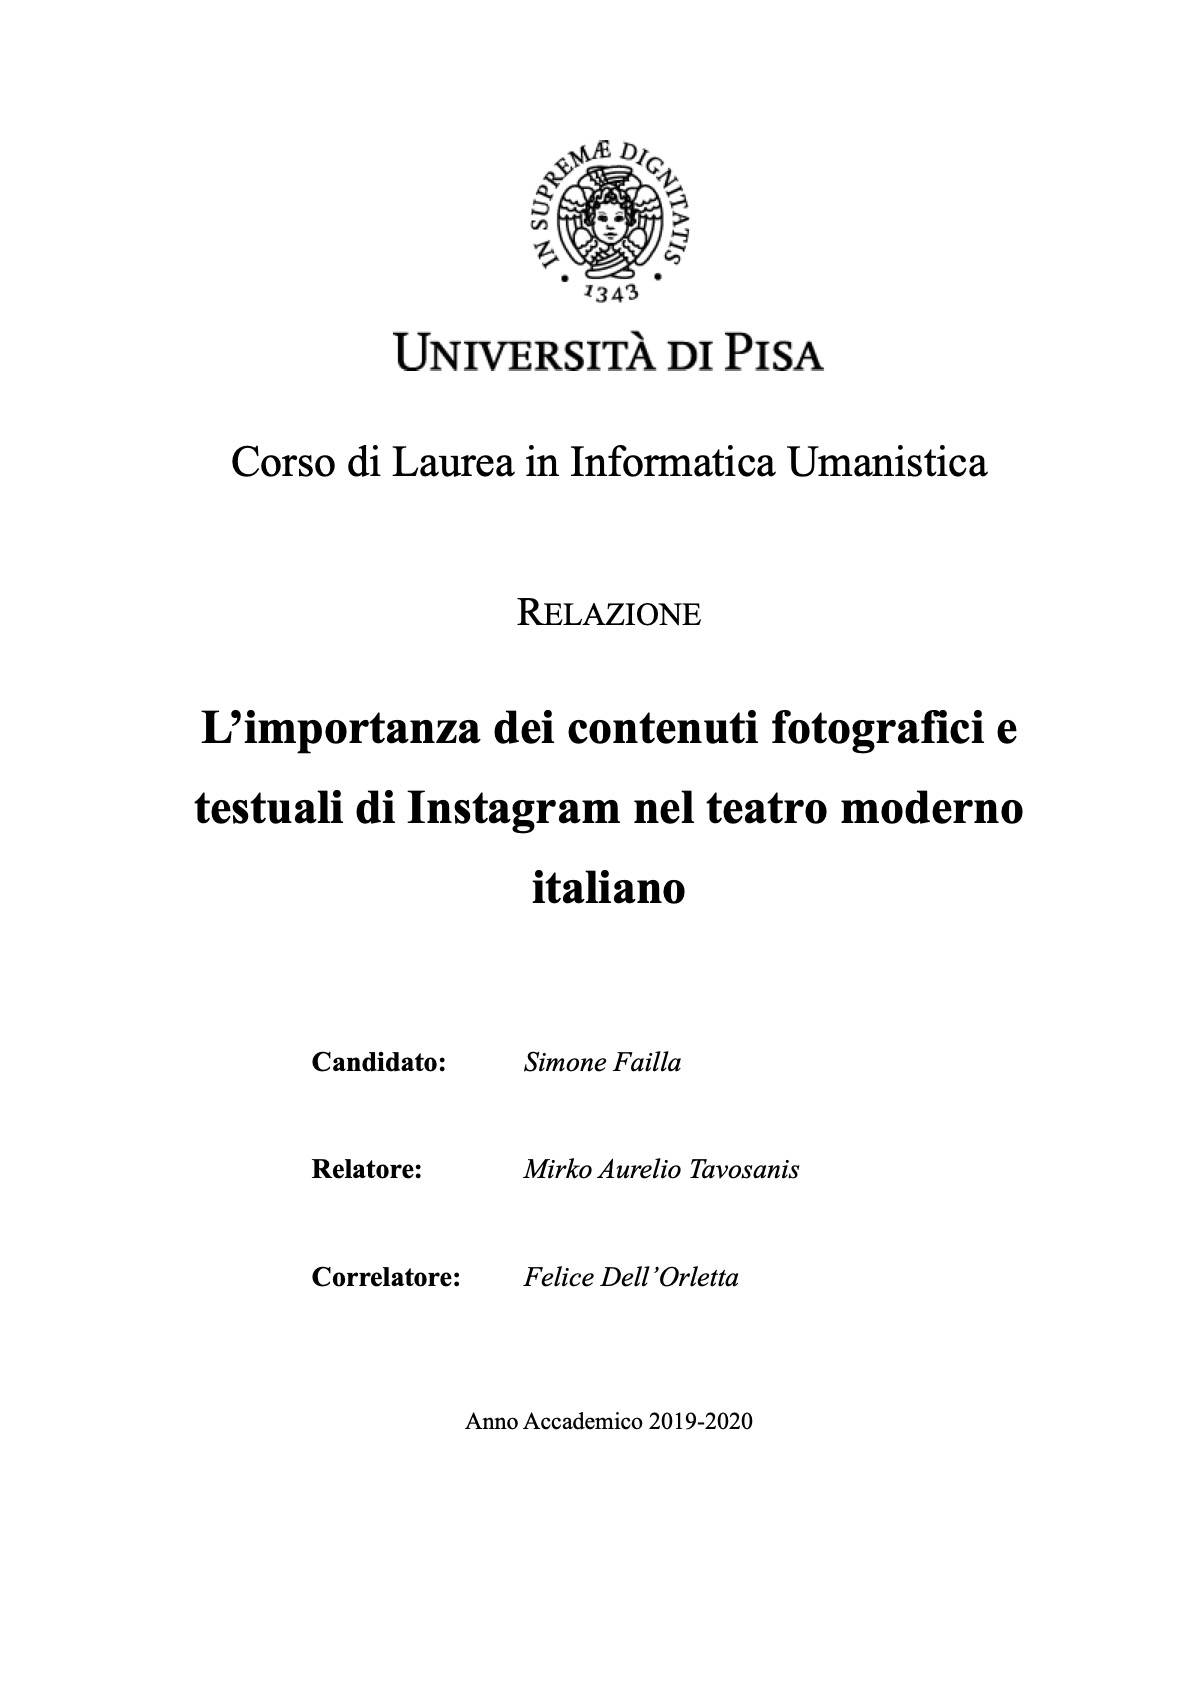 IN SUPREMÆ DIGNITATIS
· 1343 ·
UNIVERSITÀ DI PISA
Corso di Laurea in Informatica Umanistica
RELAZIONE
L’importanza dei contenuti fotografici e
testuali di Instagram nel teatro moderno
italiano
Candidato: Simone Failla
Relatore: Mirko Aurelio Tavosanis
Correlatore: Felice Dell’Orletta
Anno Accademico 2019-2020